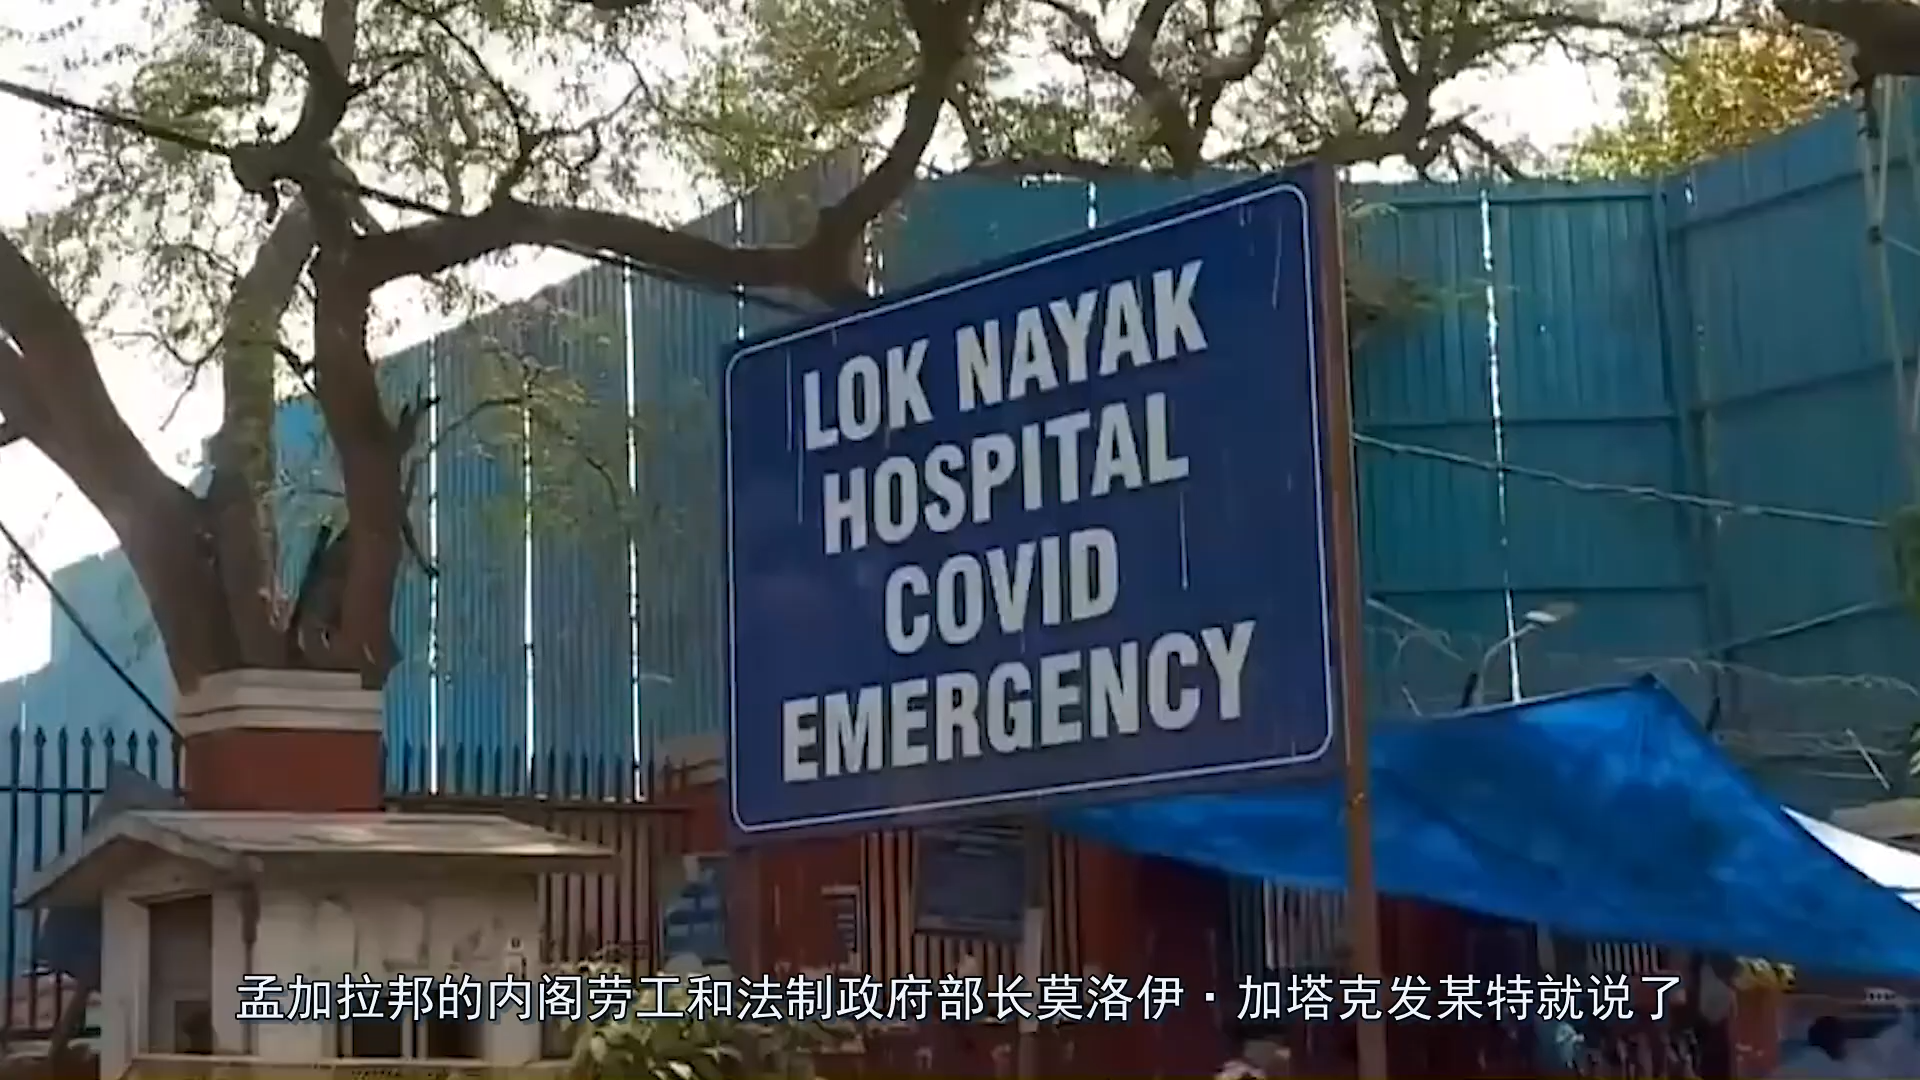 LOK NAYAK
HOSPITAL
COVID
EMERGENCY
孟加拉邦的内阁劳工和法制政府部长莫洛伊·加塔克发某特就说了